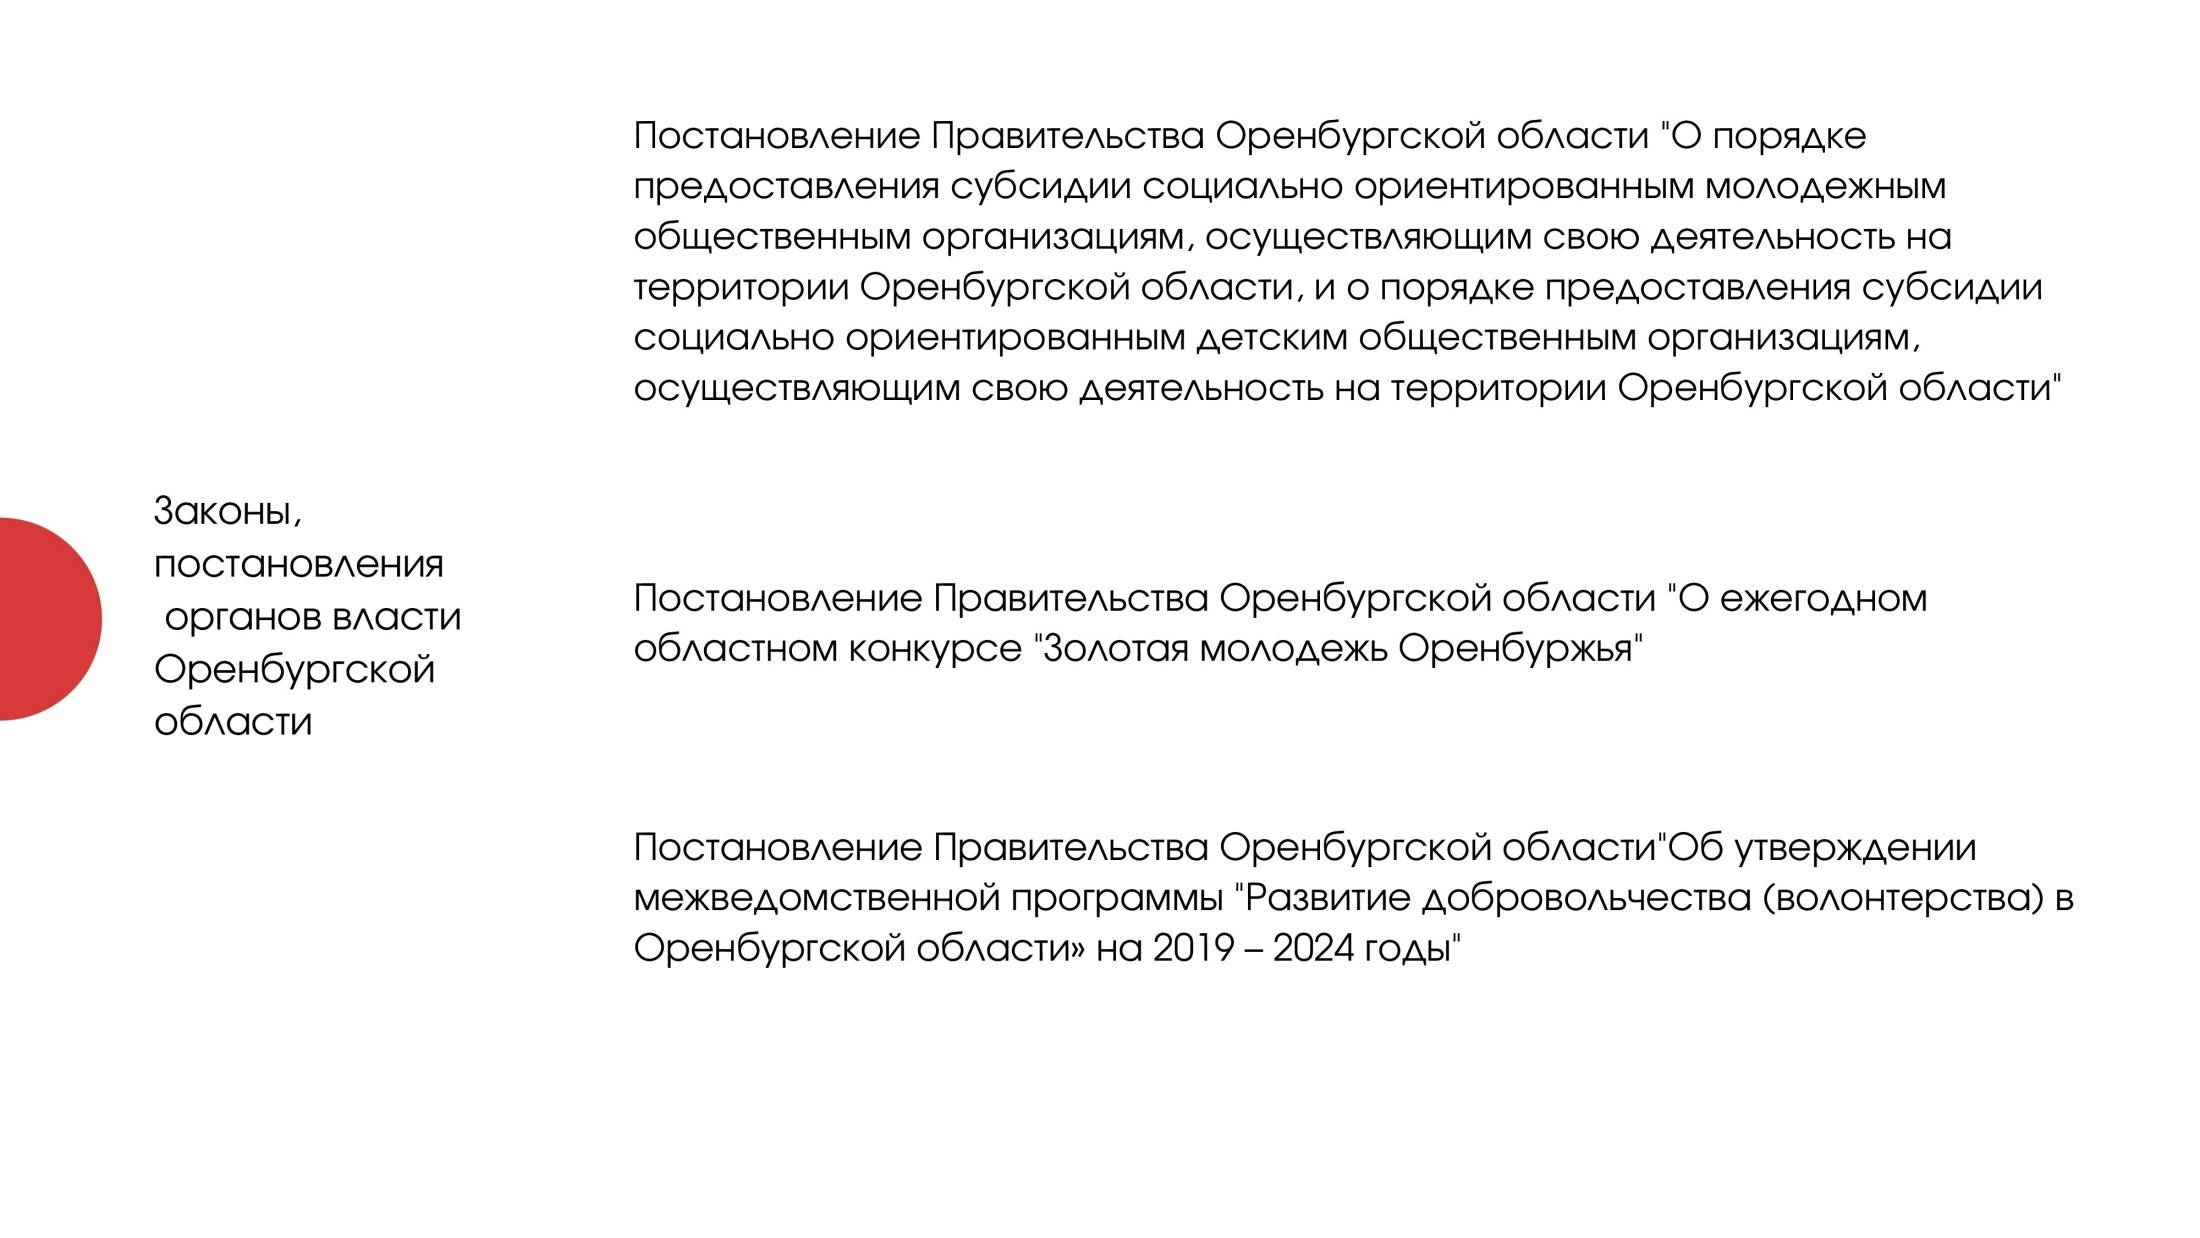 Законы,
постановления
органов власти
Оренбургской
области
Постановление Правительства Оренбургской области "О порядке
предоставления субсидии социально ориентированным молодежным
общественным организациям, осуществляющим свою деятельность на
территории Оренбургской области, и о порядке предоставления субсидии
социально ориентированным детским общественным организациям,
осуществляющим свою деятельность на территории Оренбургской области"
Постановление Правительства Оренбургской области "О ежегодном
областном конкурсе "Золотая молодежь Оренбуржья"
Постановление Правительства Оренбургской области"Об утверждении
межведомственной программы "Развитие добровольчества (волонтерства) в
Оренбургской области» на 2019 – 2024 годы"